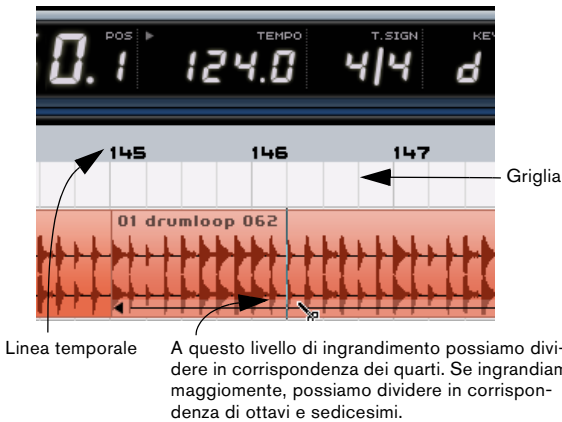 POS TEMPO T.SIGN KE
0.1 124.0 4|4 d
145 146 147
Griglia
01 drumloop 062
Linea temporale
A questo livello di ingrandimento possiamo divi-
dere in corrispondenza dei quarti. Se ingrandiam
maggiomente, possiamo dividere in corrispon-
denza di ottavi e sedicesimi.